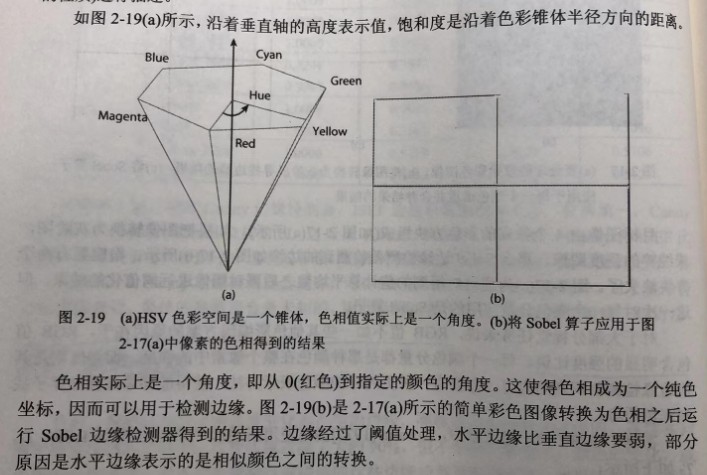 如图 2-19(a)所示，沿着垂直轴的高度表示值，饱和度是沿着色彩锥体半径方向的距离。
Blue
Cyan
Green
Hue
Magenta
Yellow
Red
(a)
(b)
图 2-19 (a)HSV 色彩空间是一个锥体，色相值实际上是一个角度。(b)将 Sobel 算子应用于图
2-17(a)中像素的色相得到的结果
色相实际上是一个角度，即从 0(红色)到指定的颜色的角度。这使得色相成为一个纯色
坐标，因而可以用于检测边缘。图 2-19(b)是 2-17(a)所示的简单彩色图像转换为色相之后运
行 Sobel 边缘检测器得到的结果。边缘经过了阈值处理，水平边缘比垂直边缘要弱，部分
原因是水平边缘表示的是相似颜色之间的转换。